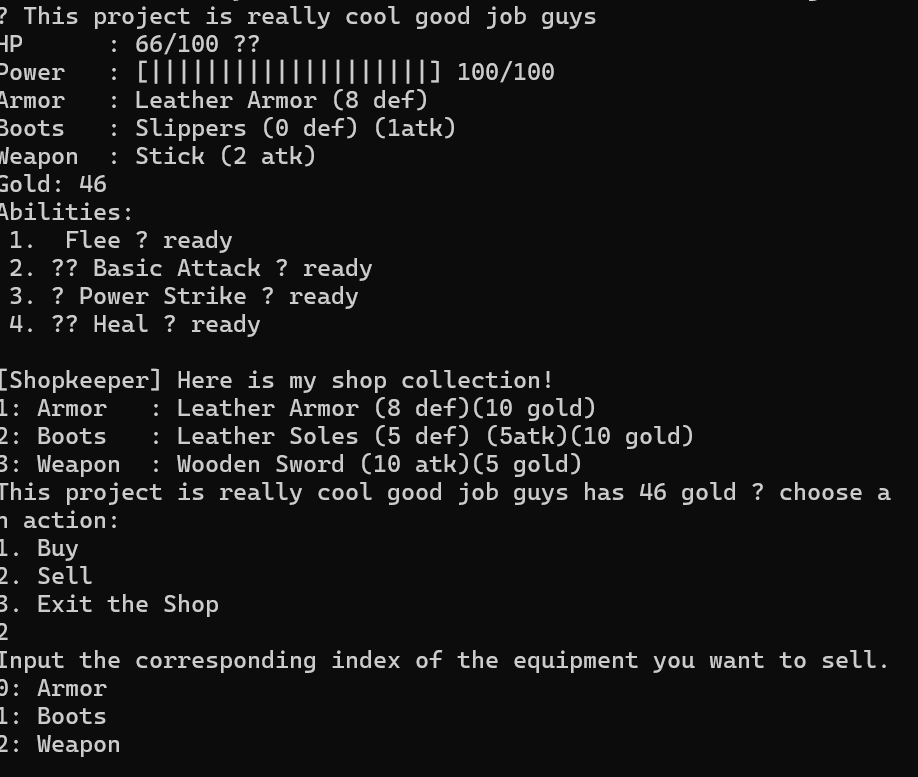 ? This project is really cool good job guys
HP      : 66/100 ??
Power   : [||||||||||||||||||||] 100/100
Armor   : Leather Armor (8 def)
Boots   : Slippers (0 def) (1atk)
Weapon  : Stick (2 atk)
Gold: 46
Abilities:
 1.  Flee ? ready
 2. ?? Basic Attack ? ready
 3. ? Power Strike ? ready
 4. ?? Heal ? ready

[Shopkeeper] Here is my shop collection!
1: Armor   : Leather Armor (8 def)(10 gold)
2: Boots   : Leather Soles (5 def) (5atk)(10 gold)
3: Weapon  : Wooden Sword (10 atk)(5 gold)
This project is really cool good job guys has 46 gold ? choose a
n action:
1. Buy
2. Sell
3. Exit the Shop
2
Input the corresponding index of the equipment you want to sell.
0: Armor
1: Boots
2: Weapon